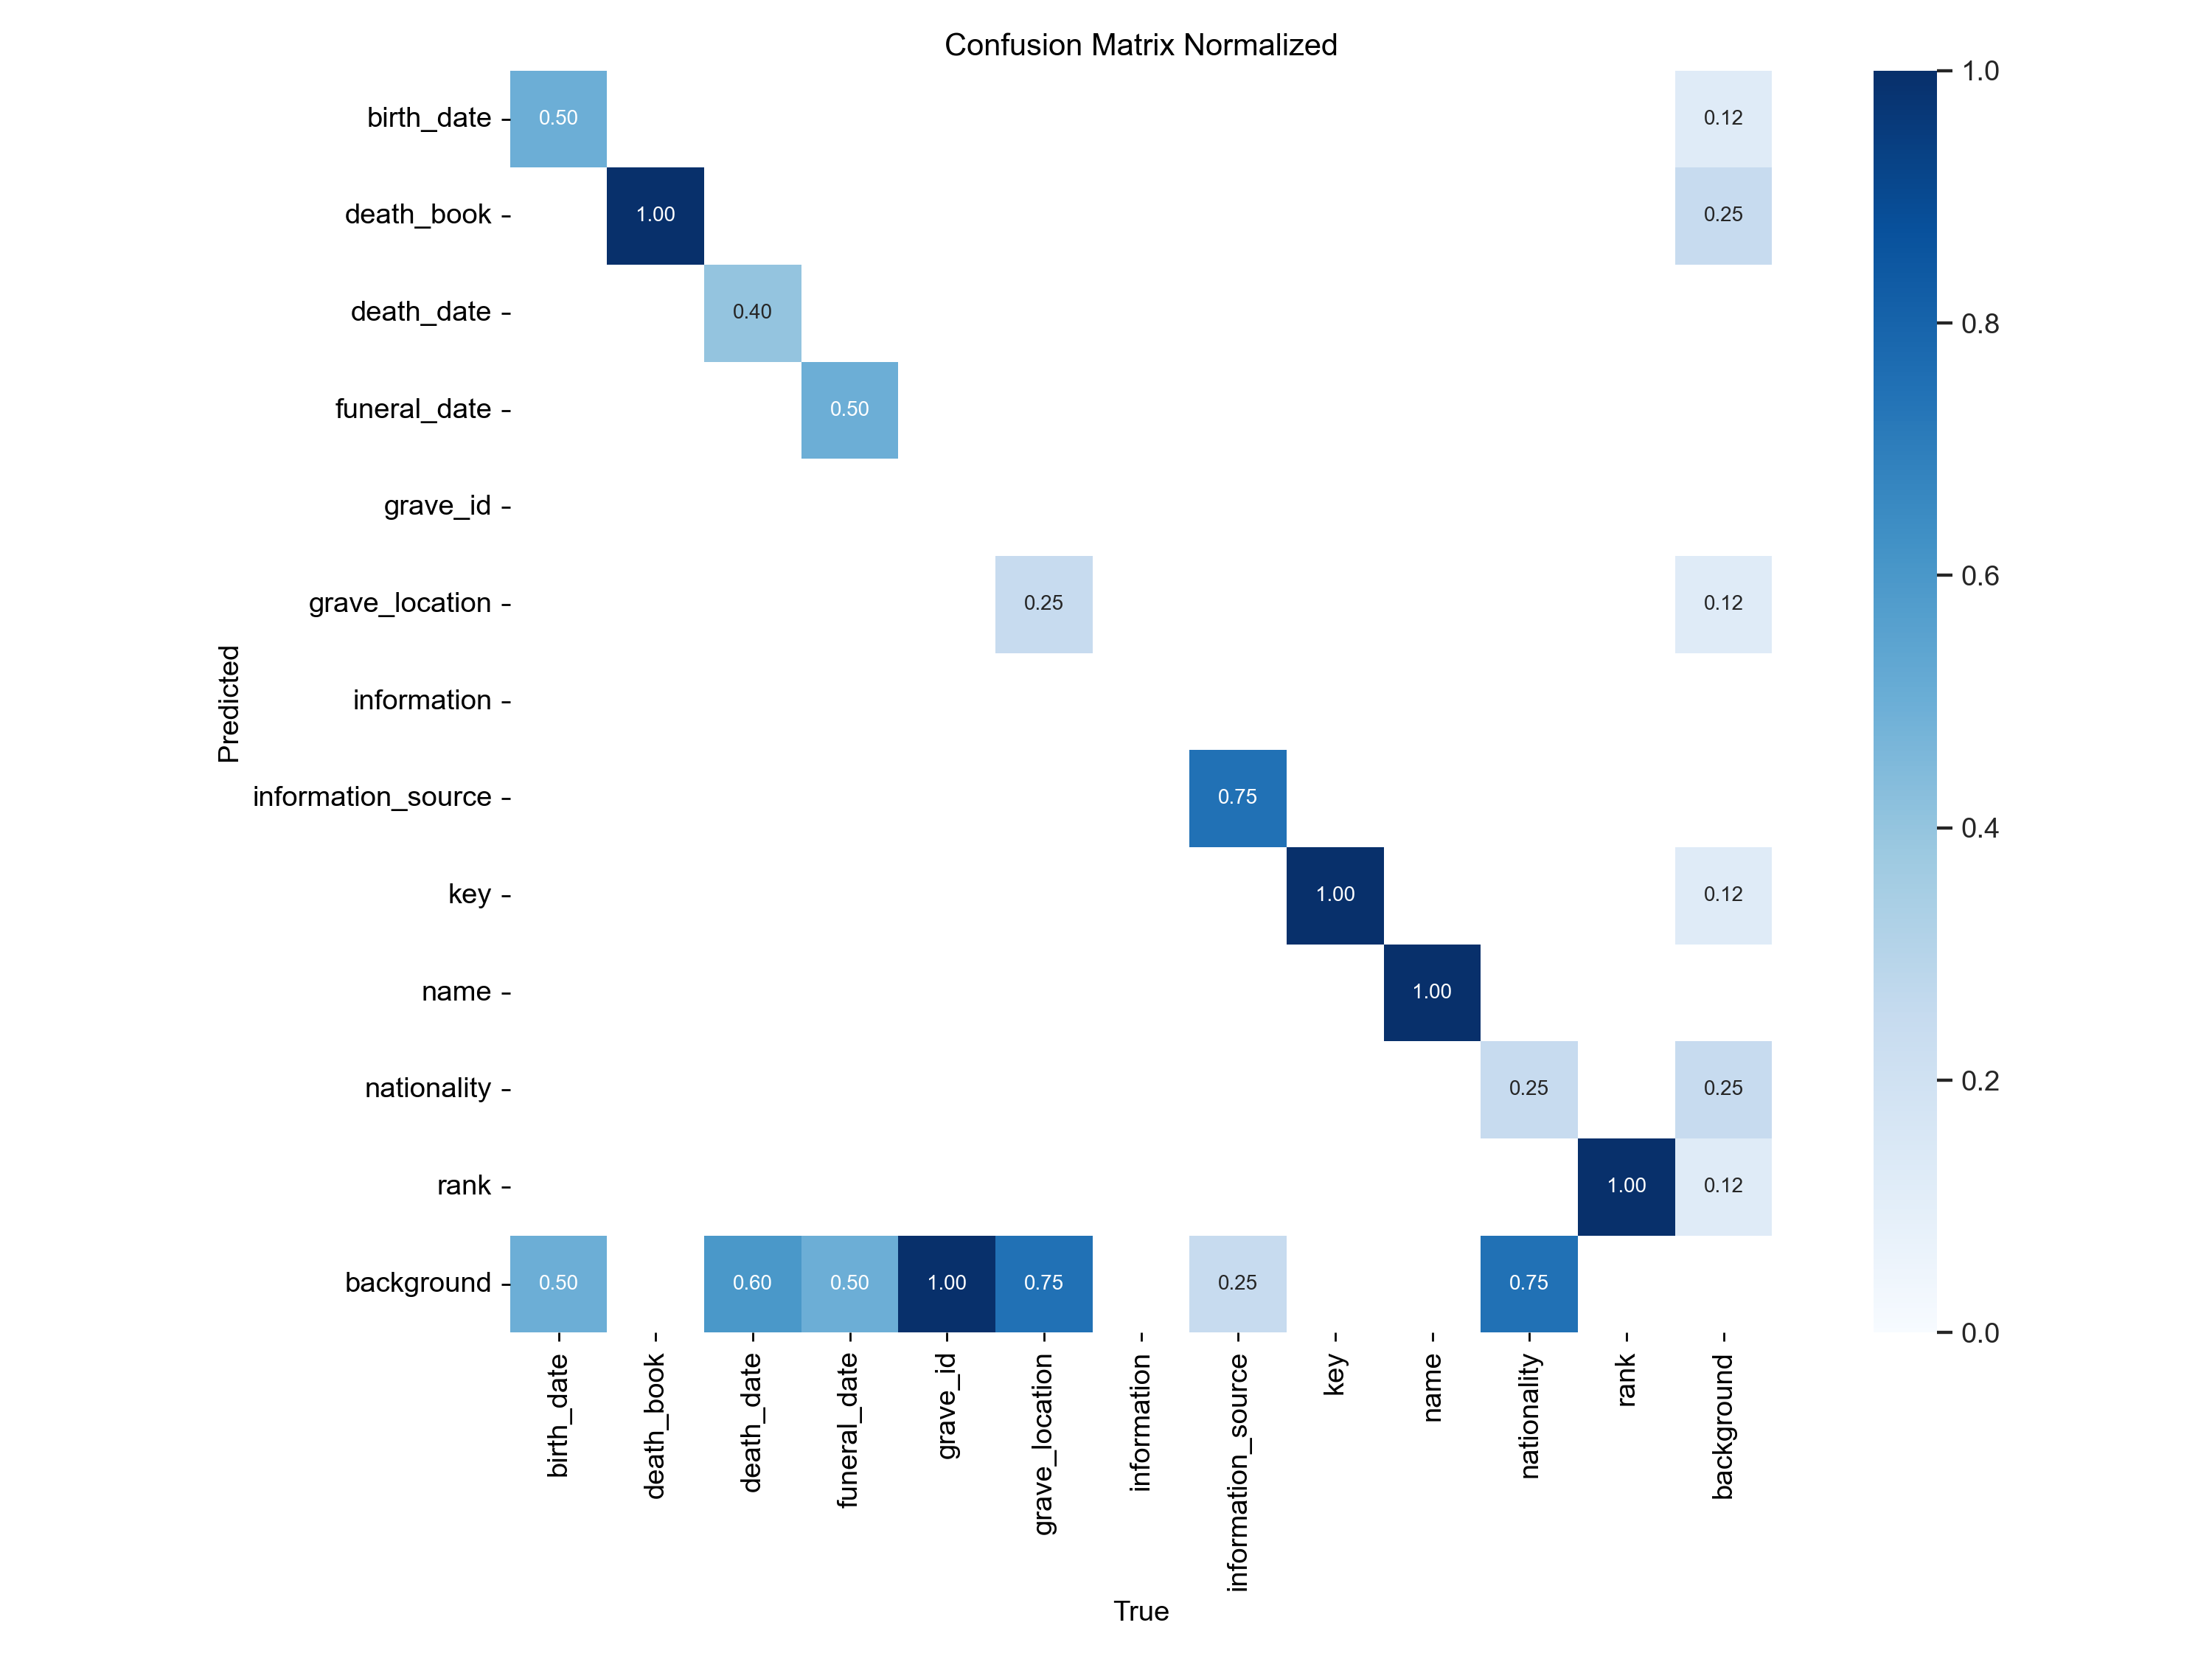 Confusion Matrix Normalized
birth_date 0.50 0.12
death_book 1.00 0.25
death_date 0.40
funeral_date 0.50
grave_id
grave_location 0.25 0.12
information
information_source 0.75
key 1.00 0.12
name 1.00
nationality 0.25 0.25
rank 1.00 0.12
background 0.50 0.60 0.50 1.00 0.75 0.25 0.75
Predicted
birth_date
death_book
death_date
funeral_date
grave_id
grave_location
information
information_source
key
name
nationality
rank
background
True
1.0
0.8
0.6
0.4
0.2
0.0